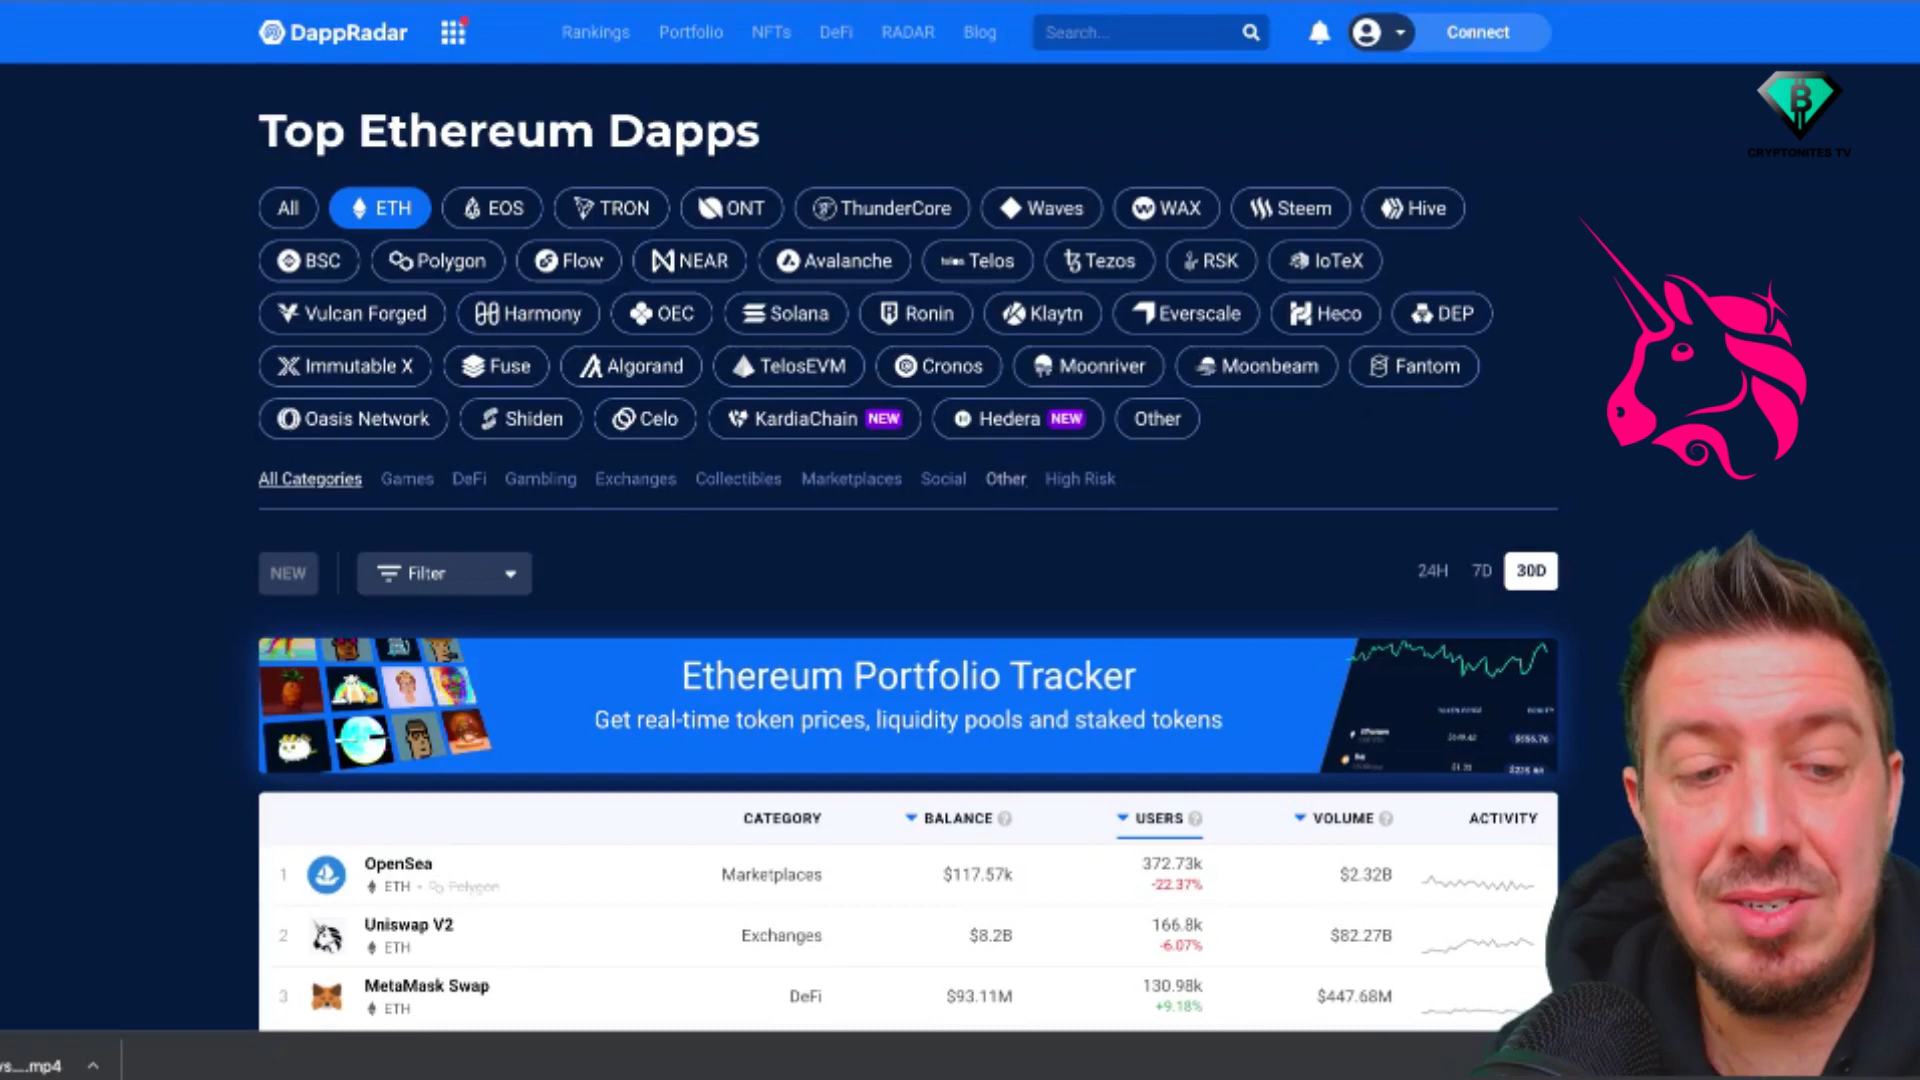 DappRadar
Rankings Portfolio NFTs DeFi RADAR Blog Search... Connect
CRYPTONITES TV
Top Ethereum Dapps
All ETH EOS TRON ONT ThunderCore Waves WAX Steem Hive
BSC Polygon Flow NEAR Avalanche Telos Tezos RSK IoTeX
Vulcan Forged Harmony OEC Solana Ronin Klaytn Everscale Heco DEP
Immutable X Fuse Algorand TelosEVM Cronos Moonriver Moonbeam Fantom
Oasis Network Shiden Celo KardiaChain NEW Hedera NEW Other
All Categories Games DeFi Gambling Exchanges Collectibles Marketplaces Social Other High Risk
NEW Filter 24H 7D 30D
Ethereum Portfolio Tracker
Get real-time token prices, liquidity pools and staked tokens
CATEGORY BALANCE USERS VOLUME ACTIVITY
1 OpenSea Marketplaces $117.57k 372.73k $2.32B
ETH • Polygon -22.37%
2 Uniswap V2 Exchanges $8.2B 166.8k $82.27B
ETH -6.07%
3 MetaMask Swap DeFi $93.11M 130.98k $447.68M
ETH +9.18%
....mp4